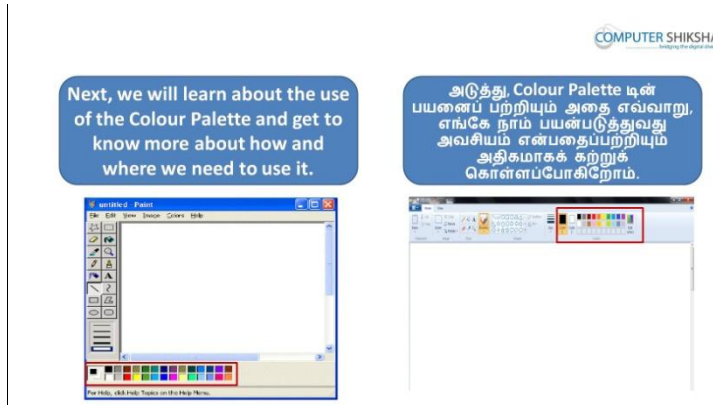 COMPUTER SHIKSHA
bridging the digital
Next, we will learn about the use
of the Colour Palette and get to
know more about how and
where we need to use it.
அடுத்து, Colour Palette டின்
பயனைப் பற்றியும் அதை எவ்வாறு,
எங்கே நாம் பயன்படுத்துவது
அவசியம் என்பதைப்பற்றியும்
அதிகமாகக் கற்றுக்
கொள்ளப்போகிறோம்.
untitled - Paint
File Edit View Image Colors Help
For Help, click Help Topics on the Help Menu.